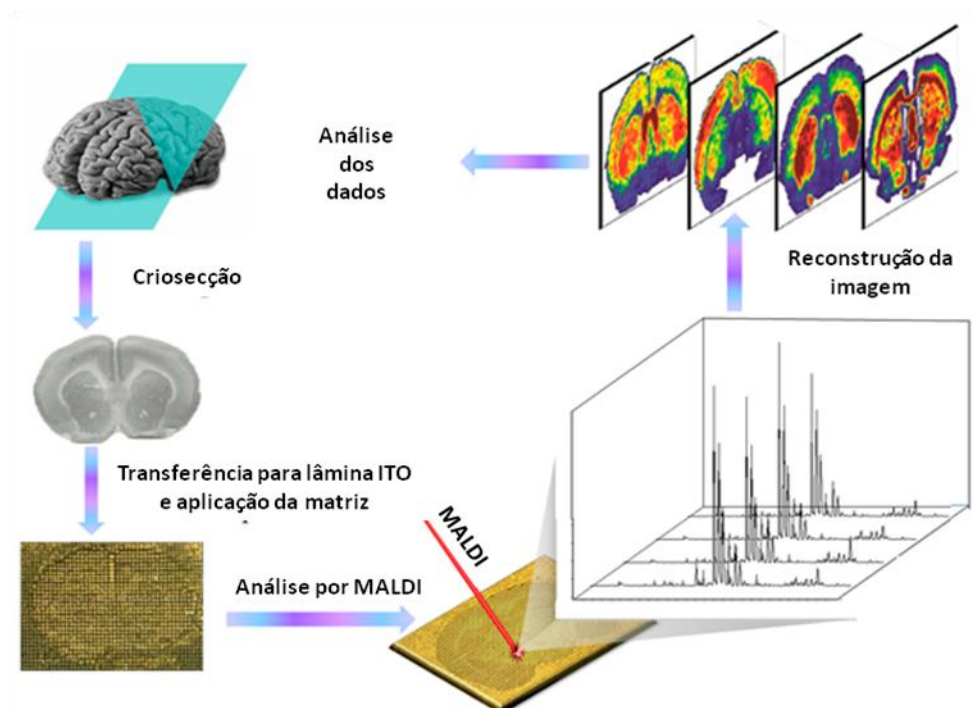 Análise
dos
dados
Criosecção
Reconstrução da
imagem
Transferência para lâmina ITO
e aplicação da matriz
Análise por MALDI
MALDI